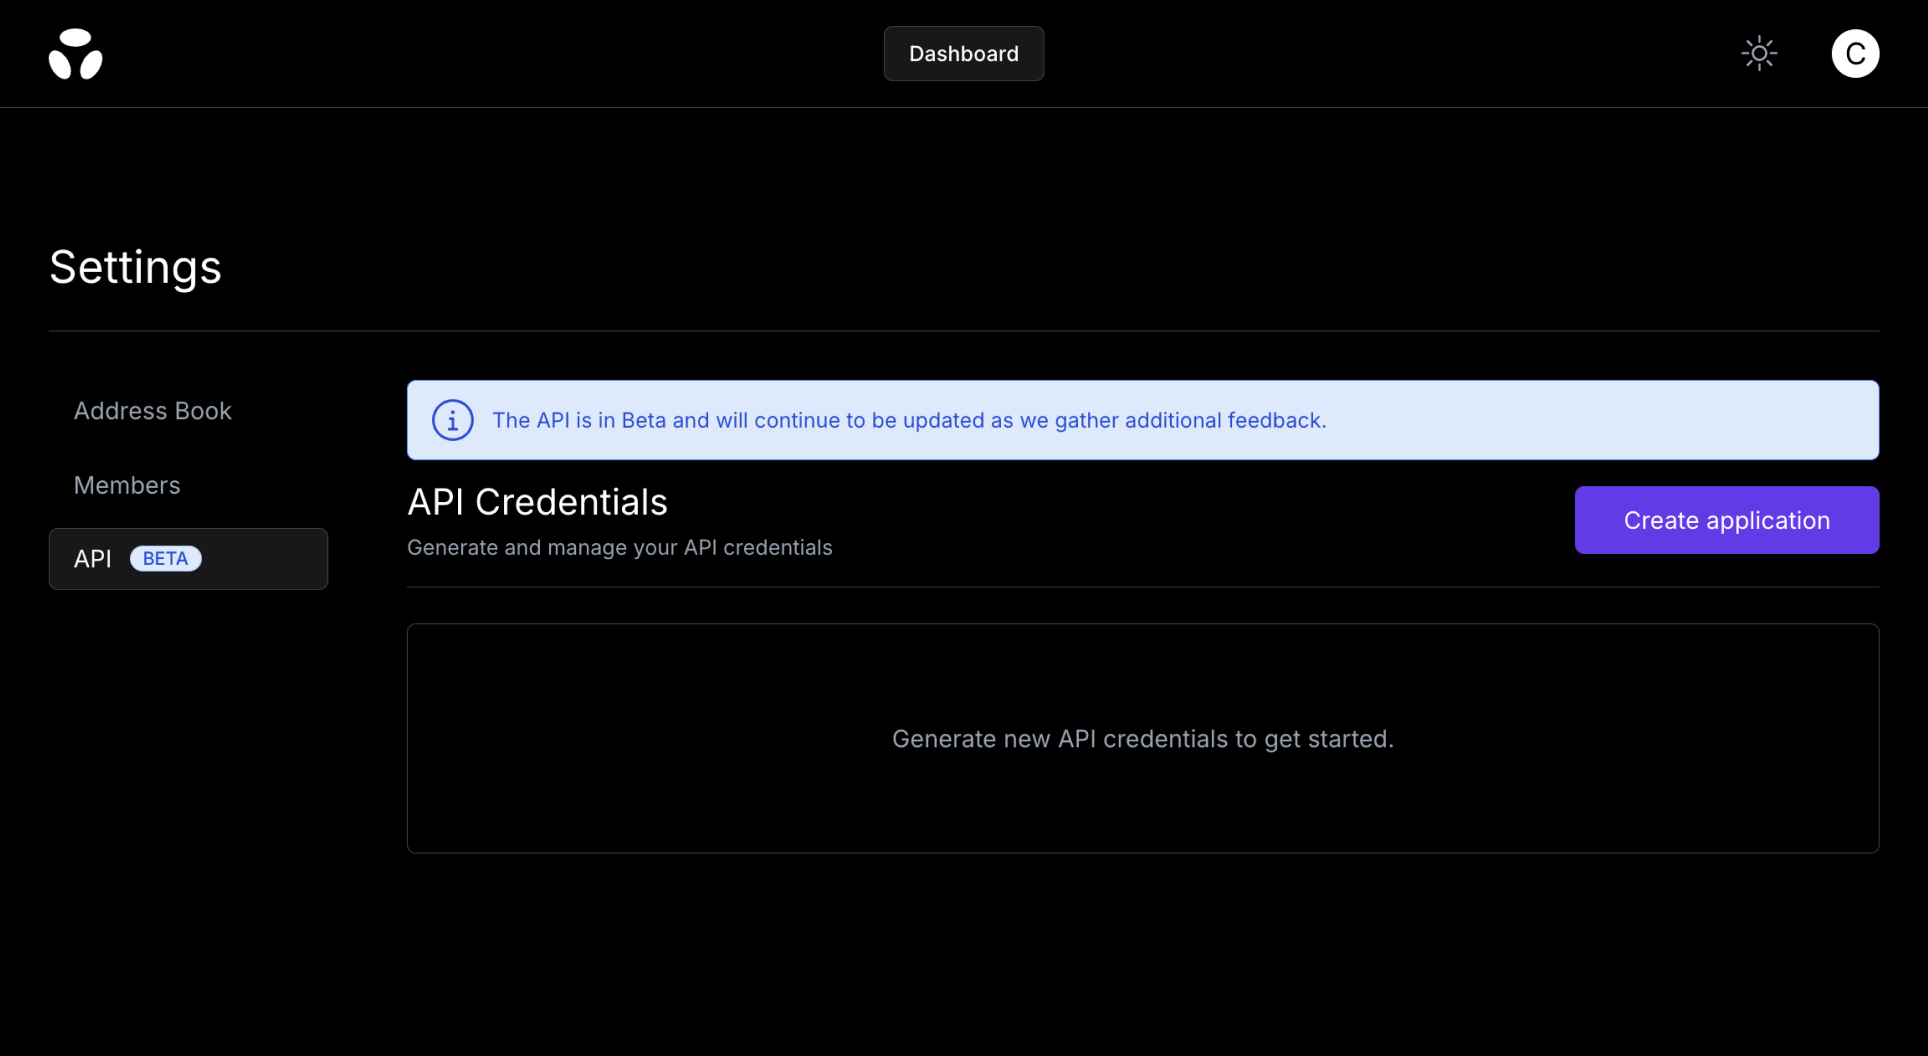 Dashboard
C
Settings
Address Book
Members
API BETA
The API is in Beta and will continue to be updated as we gather additional feedback.
API Credentials
Generate and manage your API credentials
Create application
Generate new API credentials to get started.